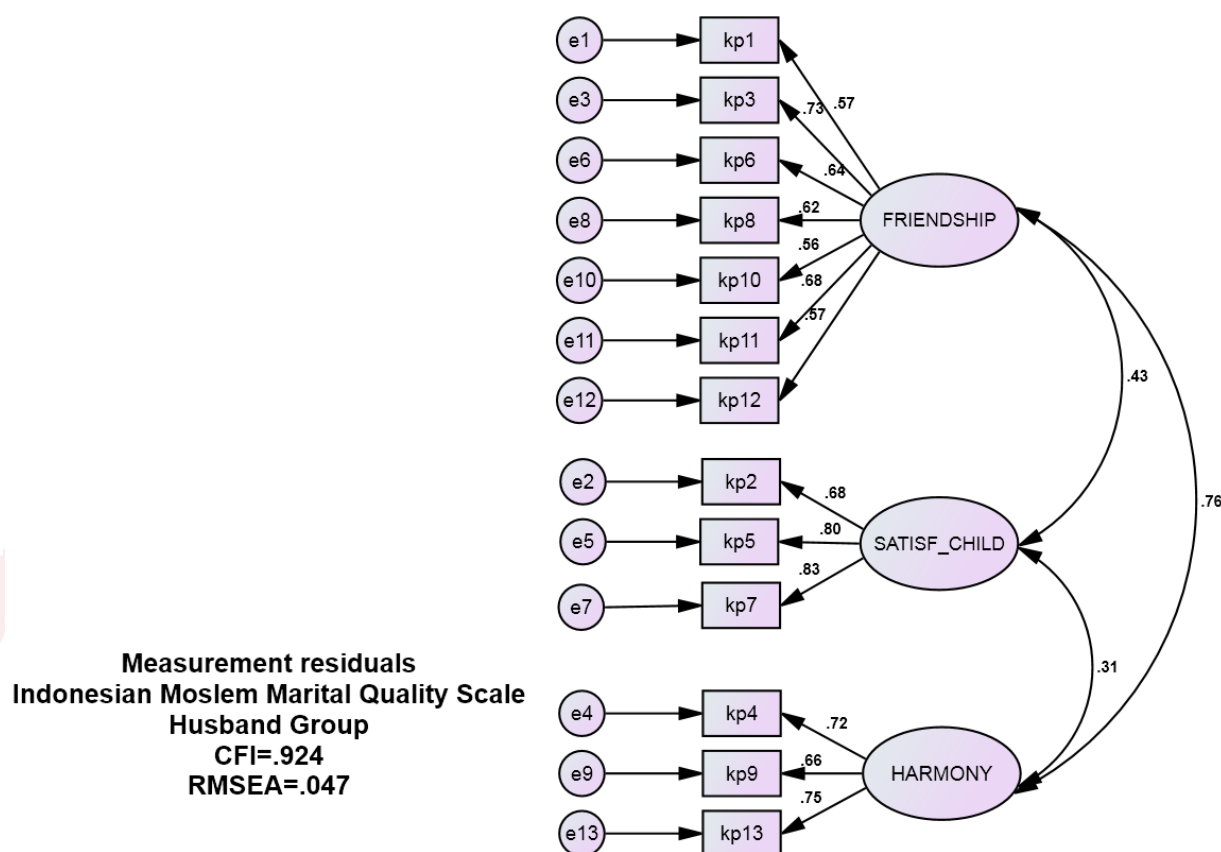 e1 kp1
.57
e3 kp3
.73
e6 kp6
.64
FRIENDSHIP
e8 kp8
.62
.56
e10 kp10
.68
.57
e11 kp11
e12 kp12
.43
e2 kp2
.68
.76
e5 kp5
.80
SATISF_CHILD
.83
e7 kp7
Measurement residuals
Indonesian Moslem Marital Quality Scale
Husband Group
CFI=.924
RMSEA=.047
.31
e4 kp4
.72
e9 kp9
.66
HARMONY
.75
e13 kp13